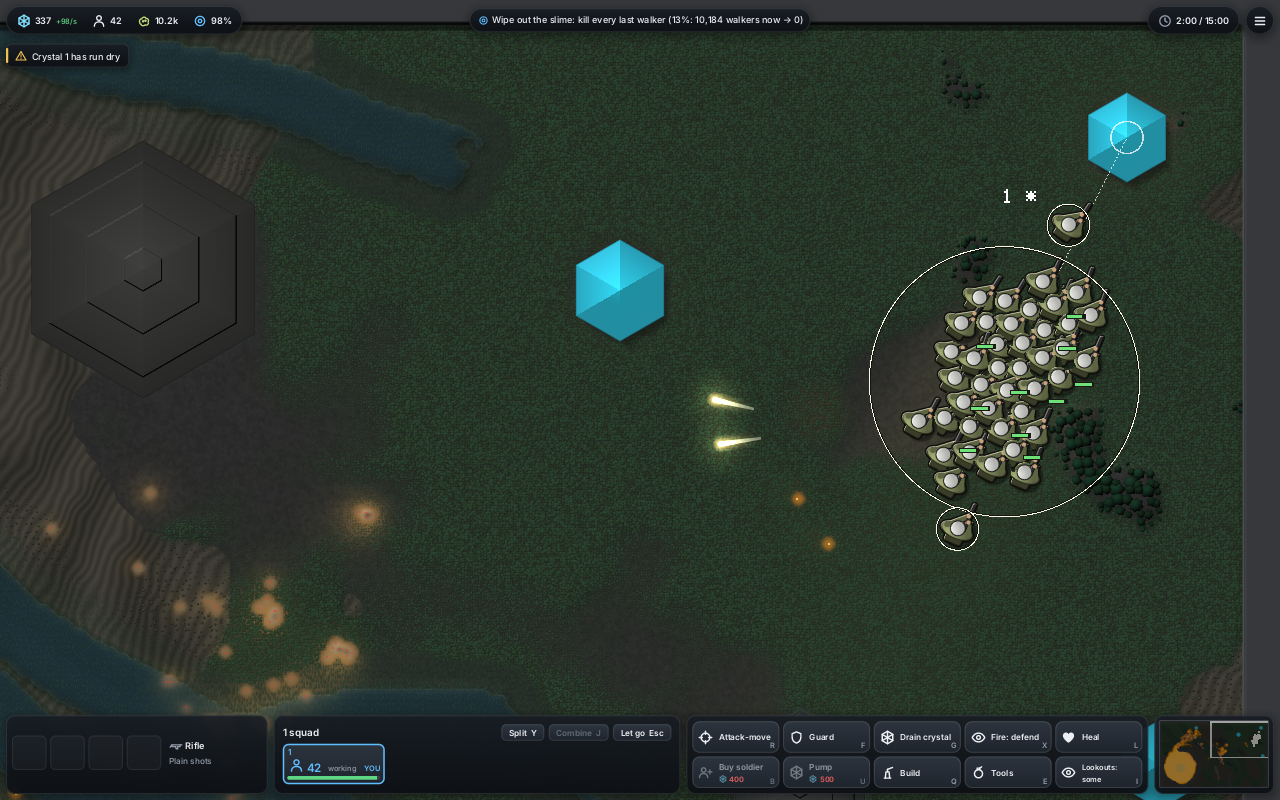 337 +98/s 42 10.2k 98%
Wipe out the slime: kill every last walker (13%: 10,184 walkers now → 0)
2:00 / 15:00
Crystal 1 has run dry
1
Rifle
Plain shots
1 squad
Split Y
Combine J
Let go Esc
1
42 working YOU
Attack-move R
Guard F
Drain crystal G
Fire: defend X
Heal L
Buy soldier
400 B
Pump
500 U
Build Q
Tools E
Lookouts:
some I